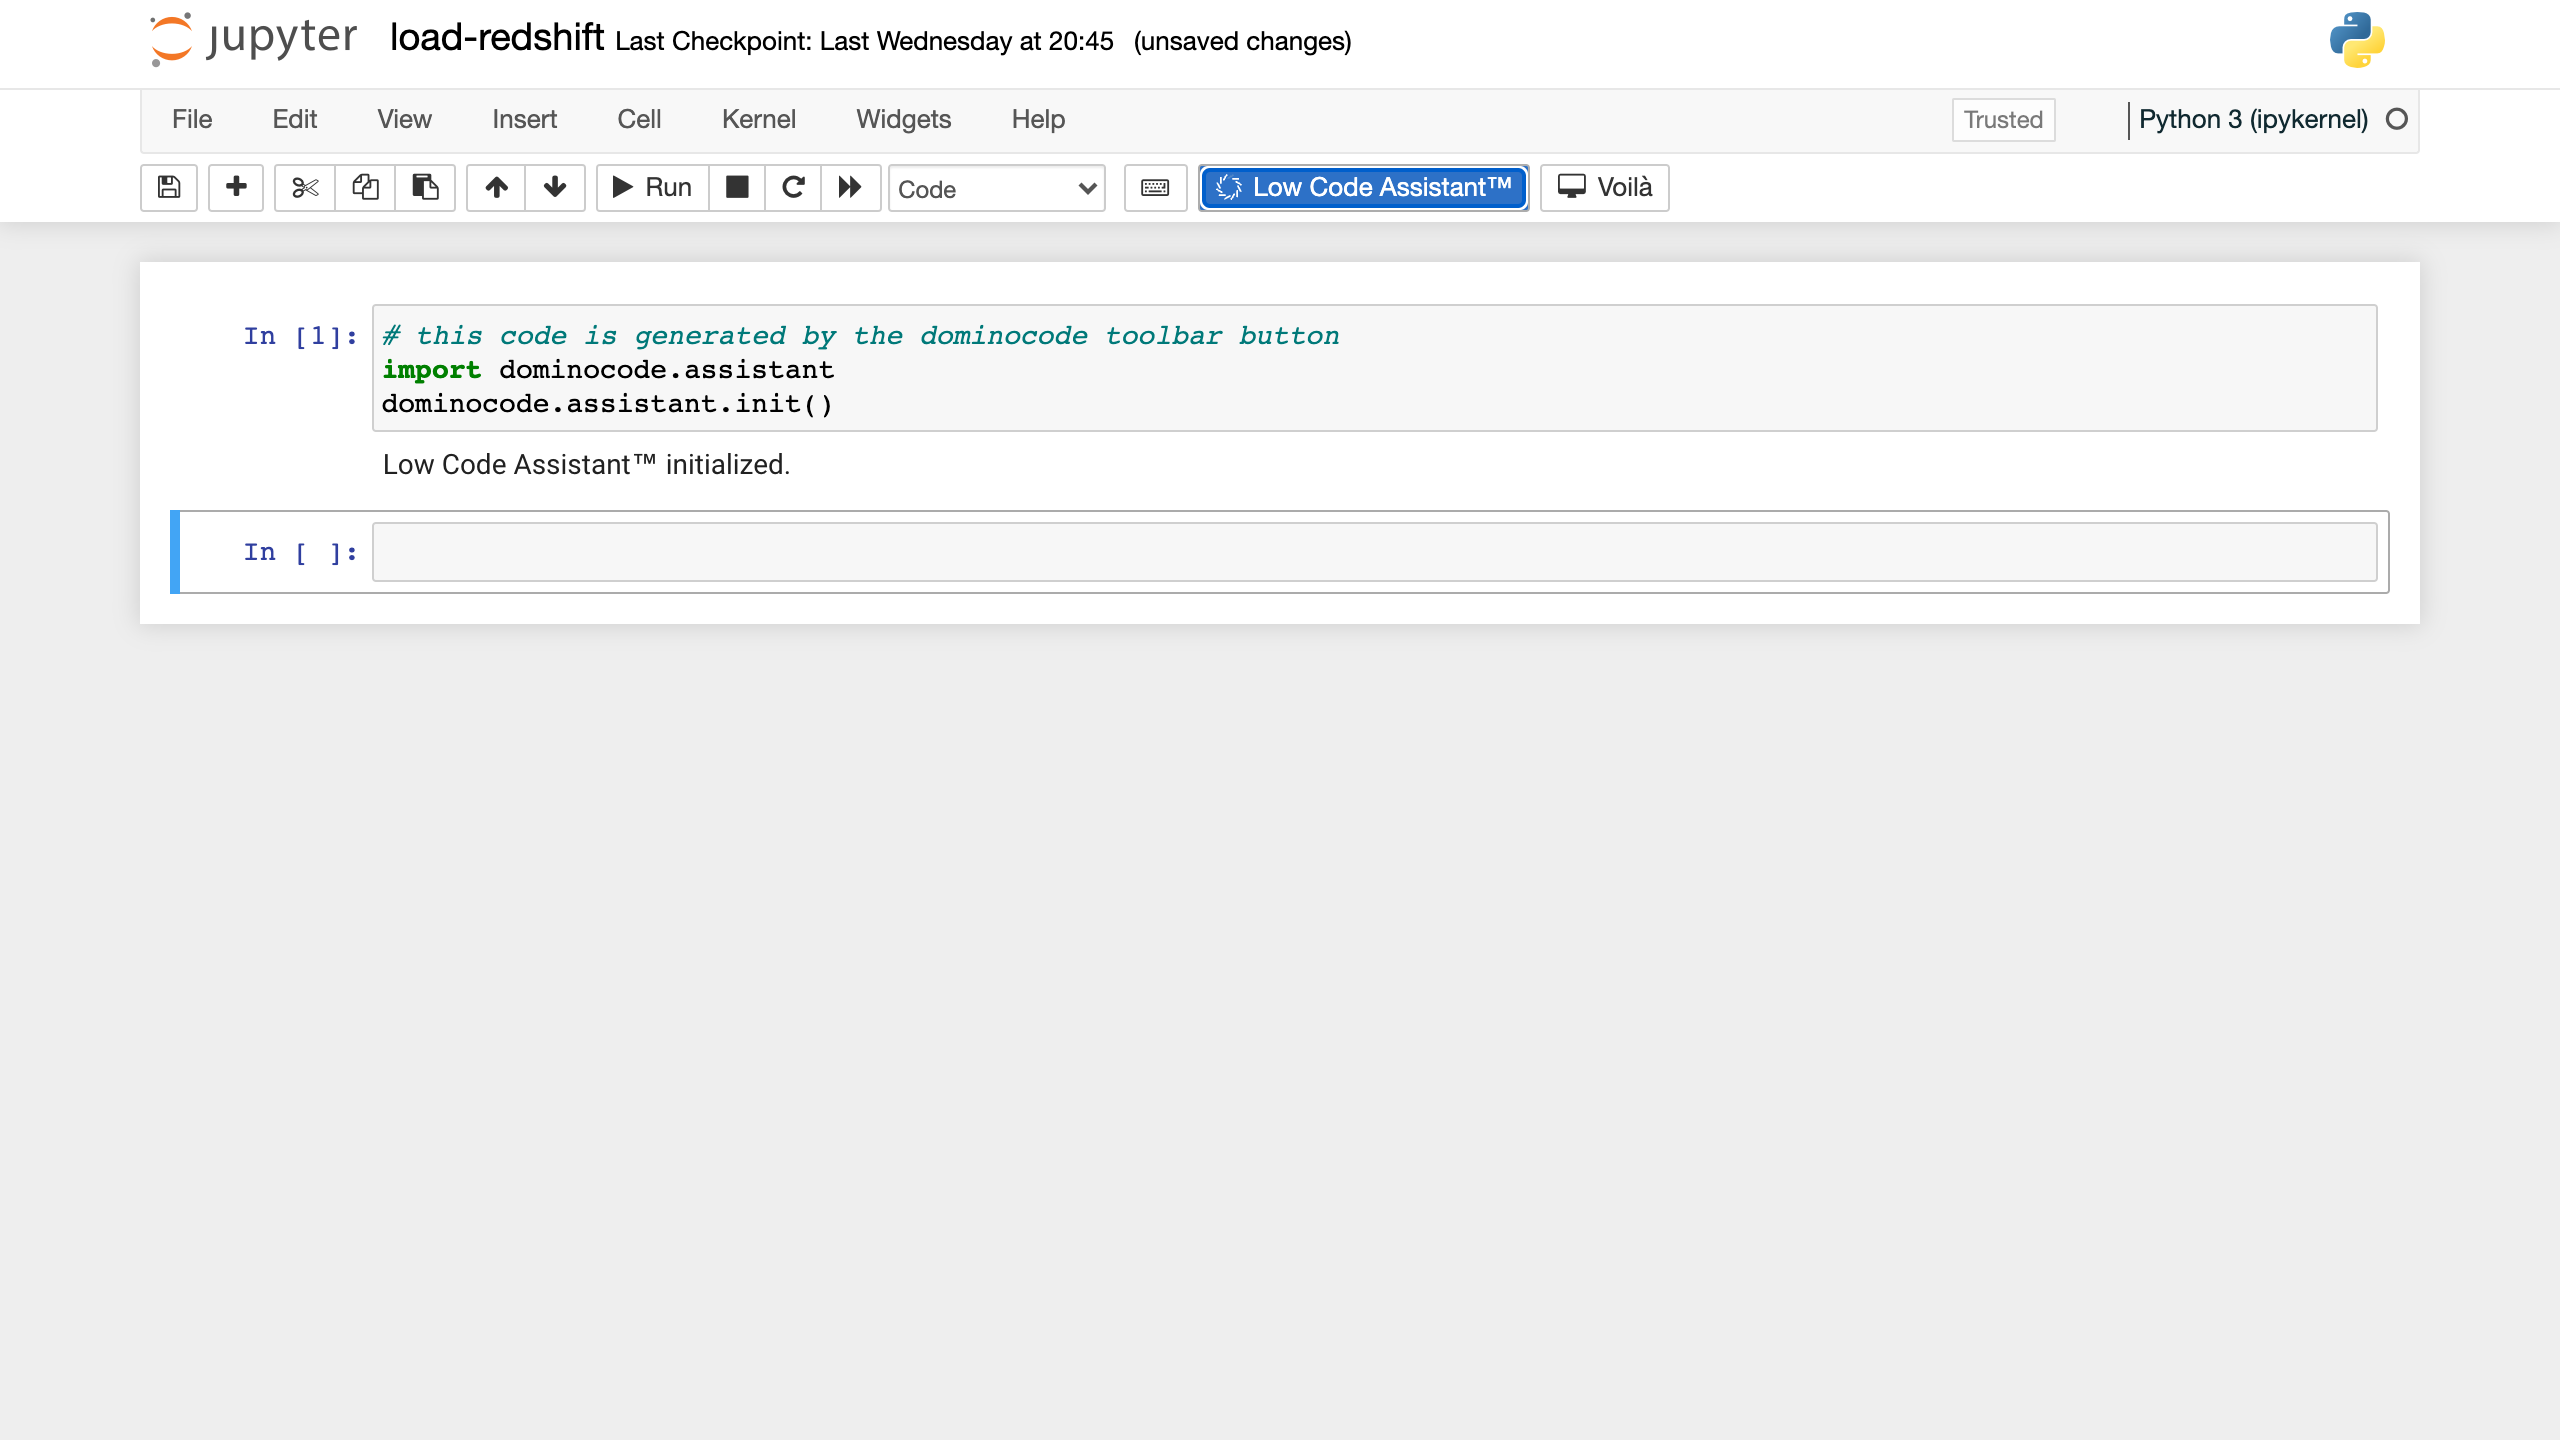 jupyter load-redshift Last Checkpoint: Last Wednesday at 20:45 (unsaved changes)
File Edit View Insert Cell Kernel Widgets Help Trusted Python 3 (ipykernel)
Run Code Low Code Assistant™ Voilà
In [1]: # this code is generated by the dominocode toolbar button
import dominocode.assistant
dominocode.assistant.init()
Low Code Assistant™ initialized.
In [ ]: